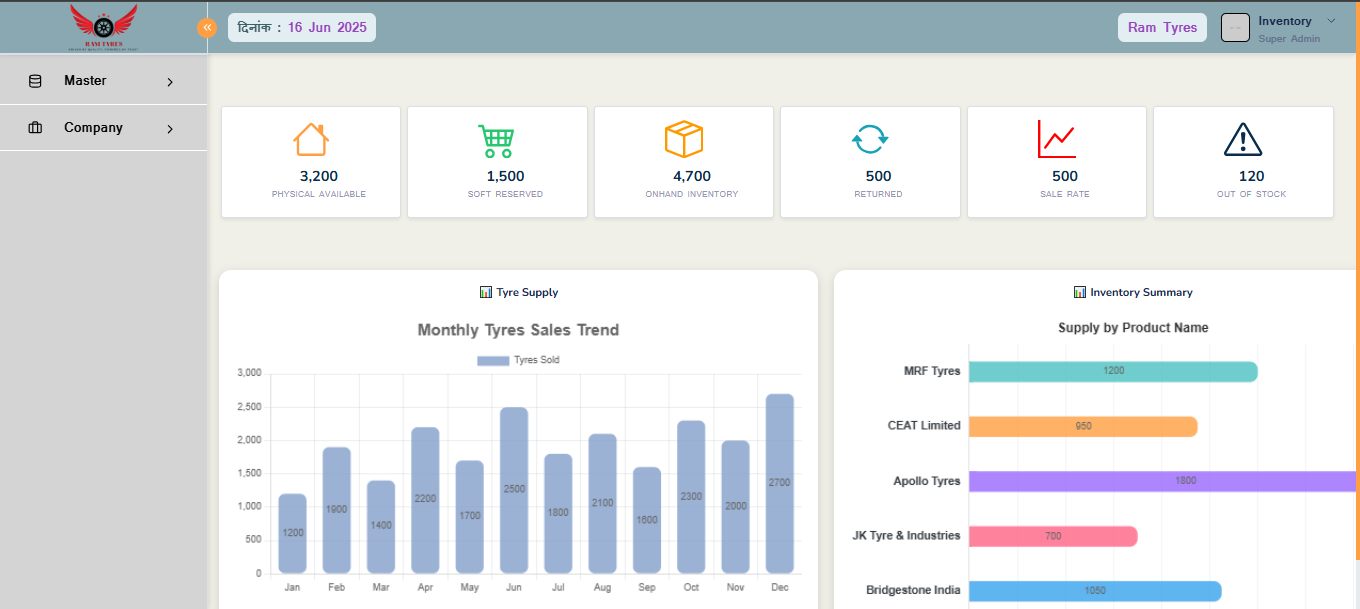 RAM TYRES
दिनांक : 16 Jun 2025
Ram Tyres
Inventory
Super Admin
Master
Company
3,200
PHYSICAL AVAILABLE
1,500
SOFT RESERVED
4,700
ONHAND INVENTORY
500
RETURNED
500
SALE RATE
120
OUT OF STOCK
Tyre Supply
Monthly Tyres Sales Trend
Tyres Sold
3,000
2,500
2,000
1,500
1,000
500
0
1200
1900
1400
2200
1700
2500
1800
2100
1600
2300
2000
2700
Jan Feb Mar Apr May Jun Jul Aug Sep Oct Nov Dec
Inventory Summary
Supply by Product Name
MRF Tyres 1200
CEAT Limited 950
Apollo Tyres 1800
JK Tyre & Industries 700
Bridgestone India 1050